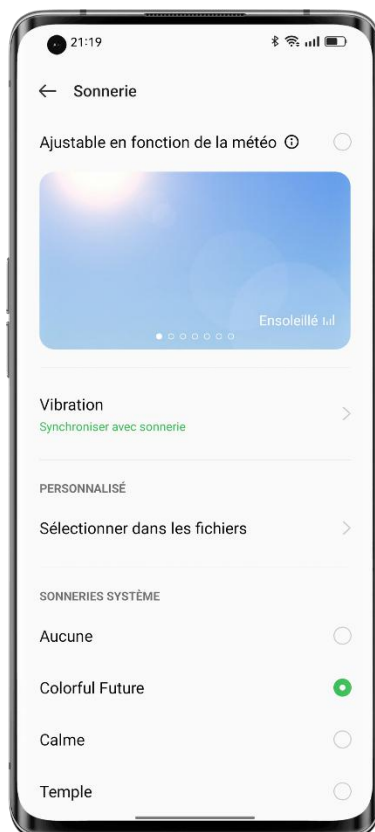 21:19
Sonnerie
Ajustable en fonction de la météo
Ensoleillé
Vibration
Synchroniser avec sonnerie
PERSONNALISÉ
Sélectionner dans les fichiers
SONNERIES SYSTÈME
Aucune
Colorful Future
Calme
Temple